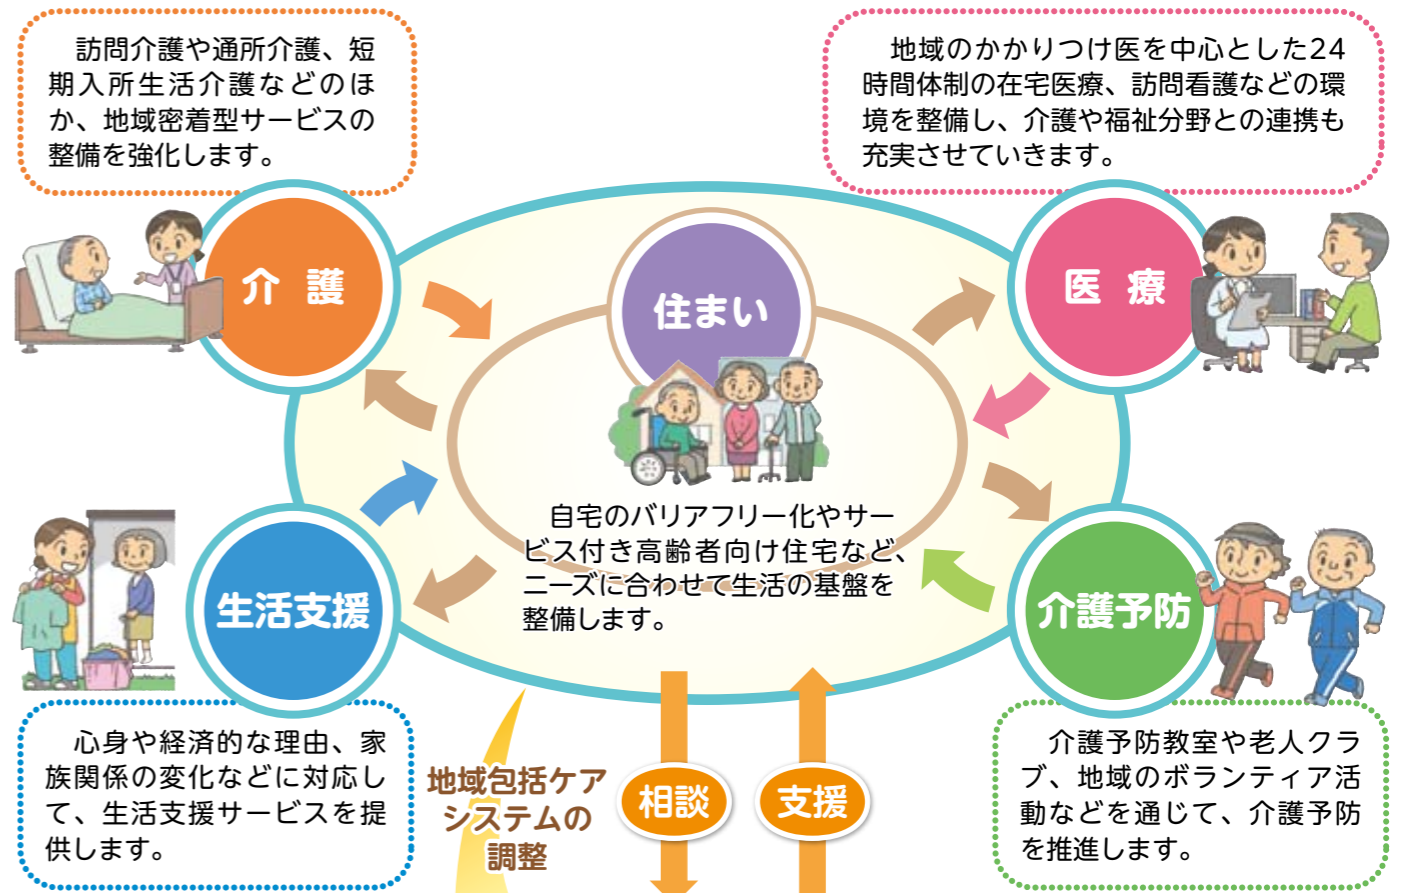 訪問介護や通所介護、短
期入所生活介護などのほ
か、地域密着型サービスの
整備を強化します。
地域のかかりつけ医を中心とした24
時間体制の在宅医療、訪問看護などの環
境を整備し、介護や福祉分野との連携も
充実させていきます。
介護
住まい
医療
自宅のバリアフリー化やサー
ビス付き高齢者向け住宅など、
ニーズに合わせて生活の基盤を
整備します。
生活支援
介護予防
心身や経済的な理由、家
族関係の変化などに対応し
て、生活支援サービスを提
供します。
地域包括ケア
システムの
調整
相談
支援
介護予防教室や老人クラ
ブ、地域のボランティア活
動などを通じて、介護予防
を推進します。